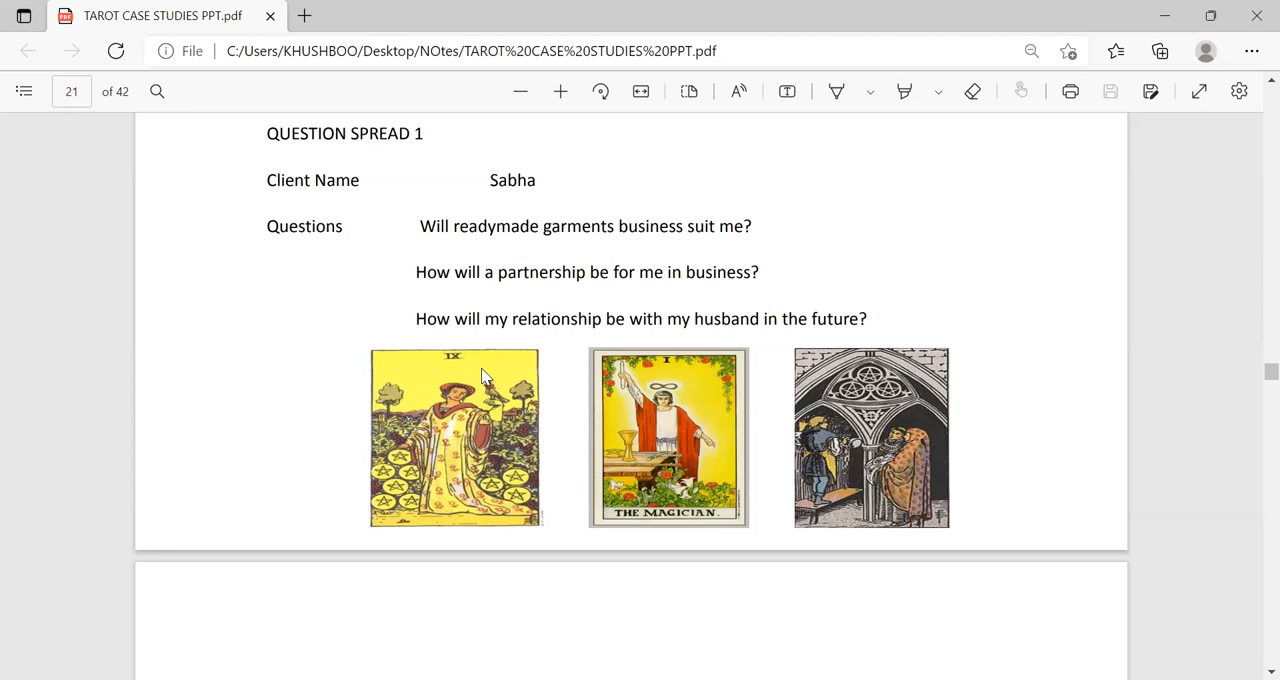 TAROT CASE STUDIES PPT.pdf
File | C:/Users/KHUSHBOO/Desktop/NOtes/TAROT%20CASE%20STUDIES%20PPT.pdf
21 of 42
QUESTION SPREAD 1
Client Name Sabha
Questions Will readymade garments business suit me?
How will a partnership be for me in business?
How will my relationship be with my husband in the future?
IX I III
THE MAGICIAN.